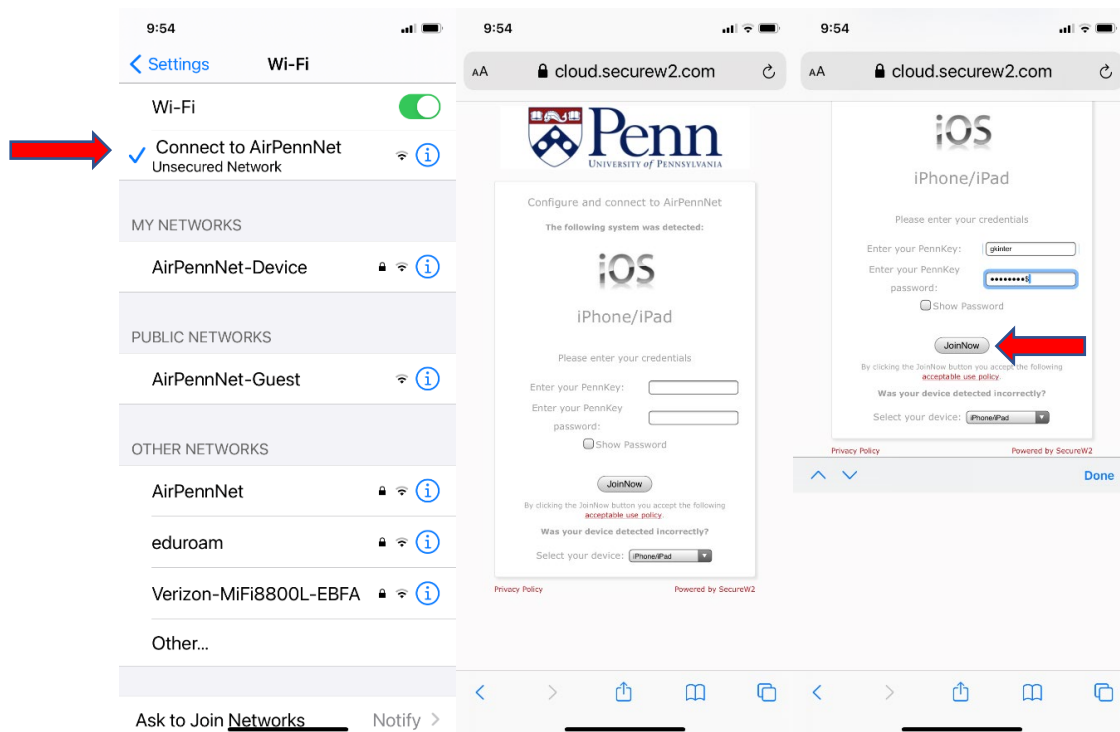 9:54
Settings
Wi-Fi
Wi-Fi
Connect to AirPennNet
Unsecured Network
MY NETWORKS
AirPennNet-Device
PUBLIC NETWORKS
AirPennNet-Guest
OTHER NETWORKS
AirPennNet
eduroam
Verizon-MiFi8800L-EBFA
Other...
Ask to Join Networks
Notify
9:54
AA
cloud.securew2.com
Penn
UNIVERSITY of PENNSYLVANIA
Configure and connect to AirPennNet
The following system was detected:
iOS
iPhone/iPad
Please enter your credentials
Enter your PennKey:
Enter your PennKey
password:
Show Password
JoinNow
By clicking the JoinNow button you accept the following
acceptable use policy.
Was your device detected incorrectly?
Select your device: iPhone/iPad
Privacy Policy
Powered by SecureW2
9:54
AA
cloud.securew2.com
iOS
iPhone/iPad
Please enter your credentials
Enter your PennKey: gkinter
Enter your PennKey
password: ••••••••$
Show Password
JoinNow
By clicking the JoinNow button you accept the following
acceptable use policy.
Was your device detected incorrectly?
Select your device: iPhone/iPad
Privacy Policy
Powered by SecureW2
Done